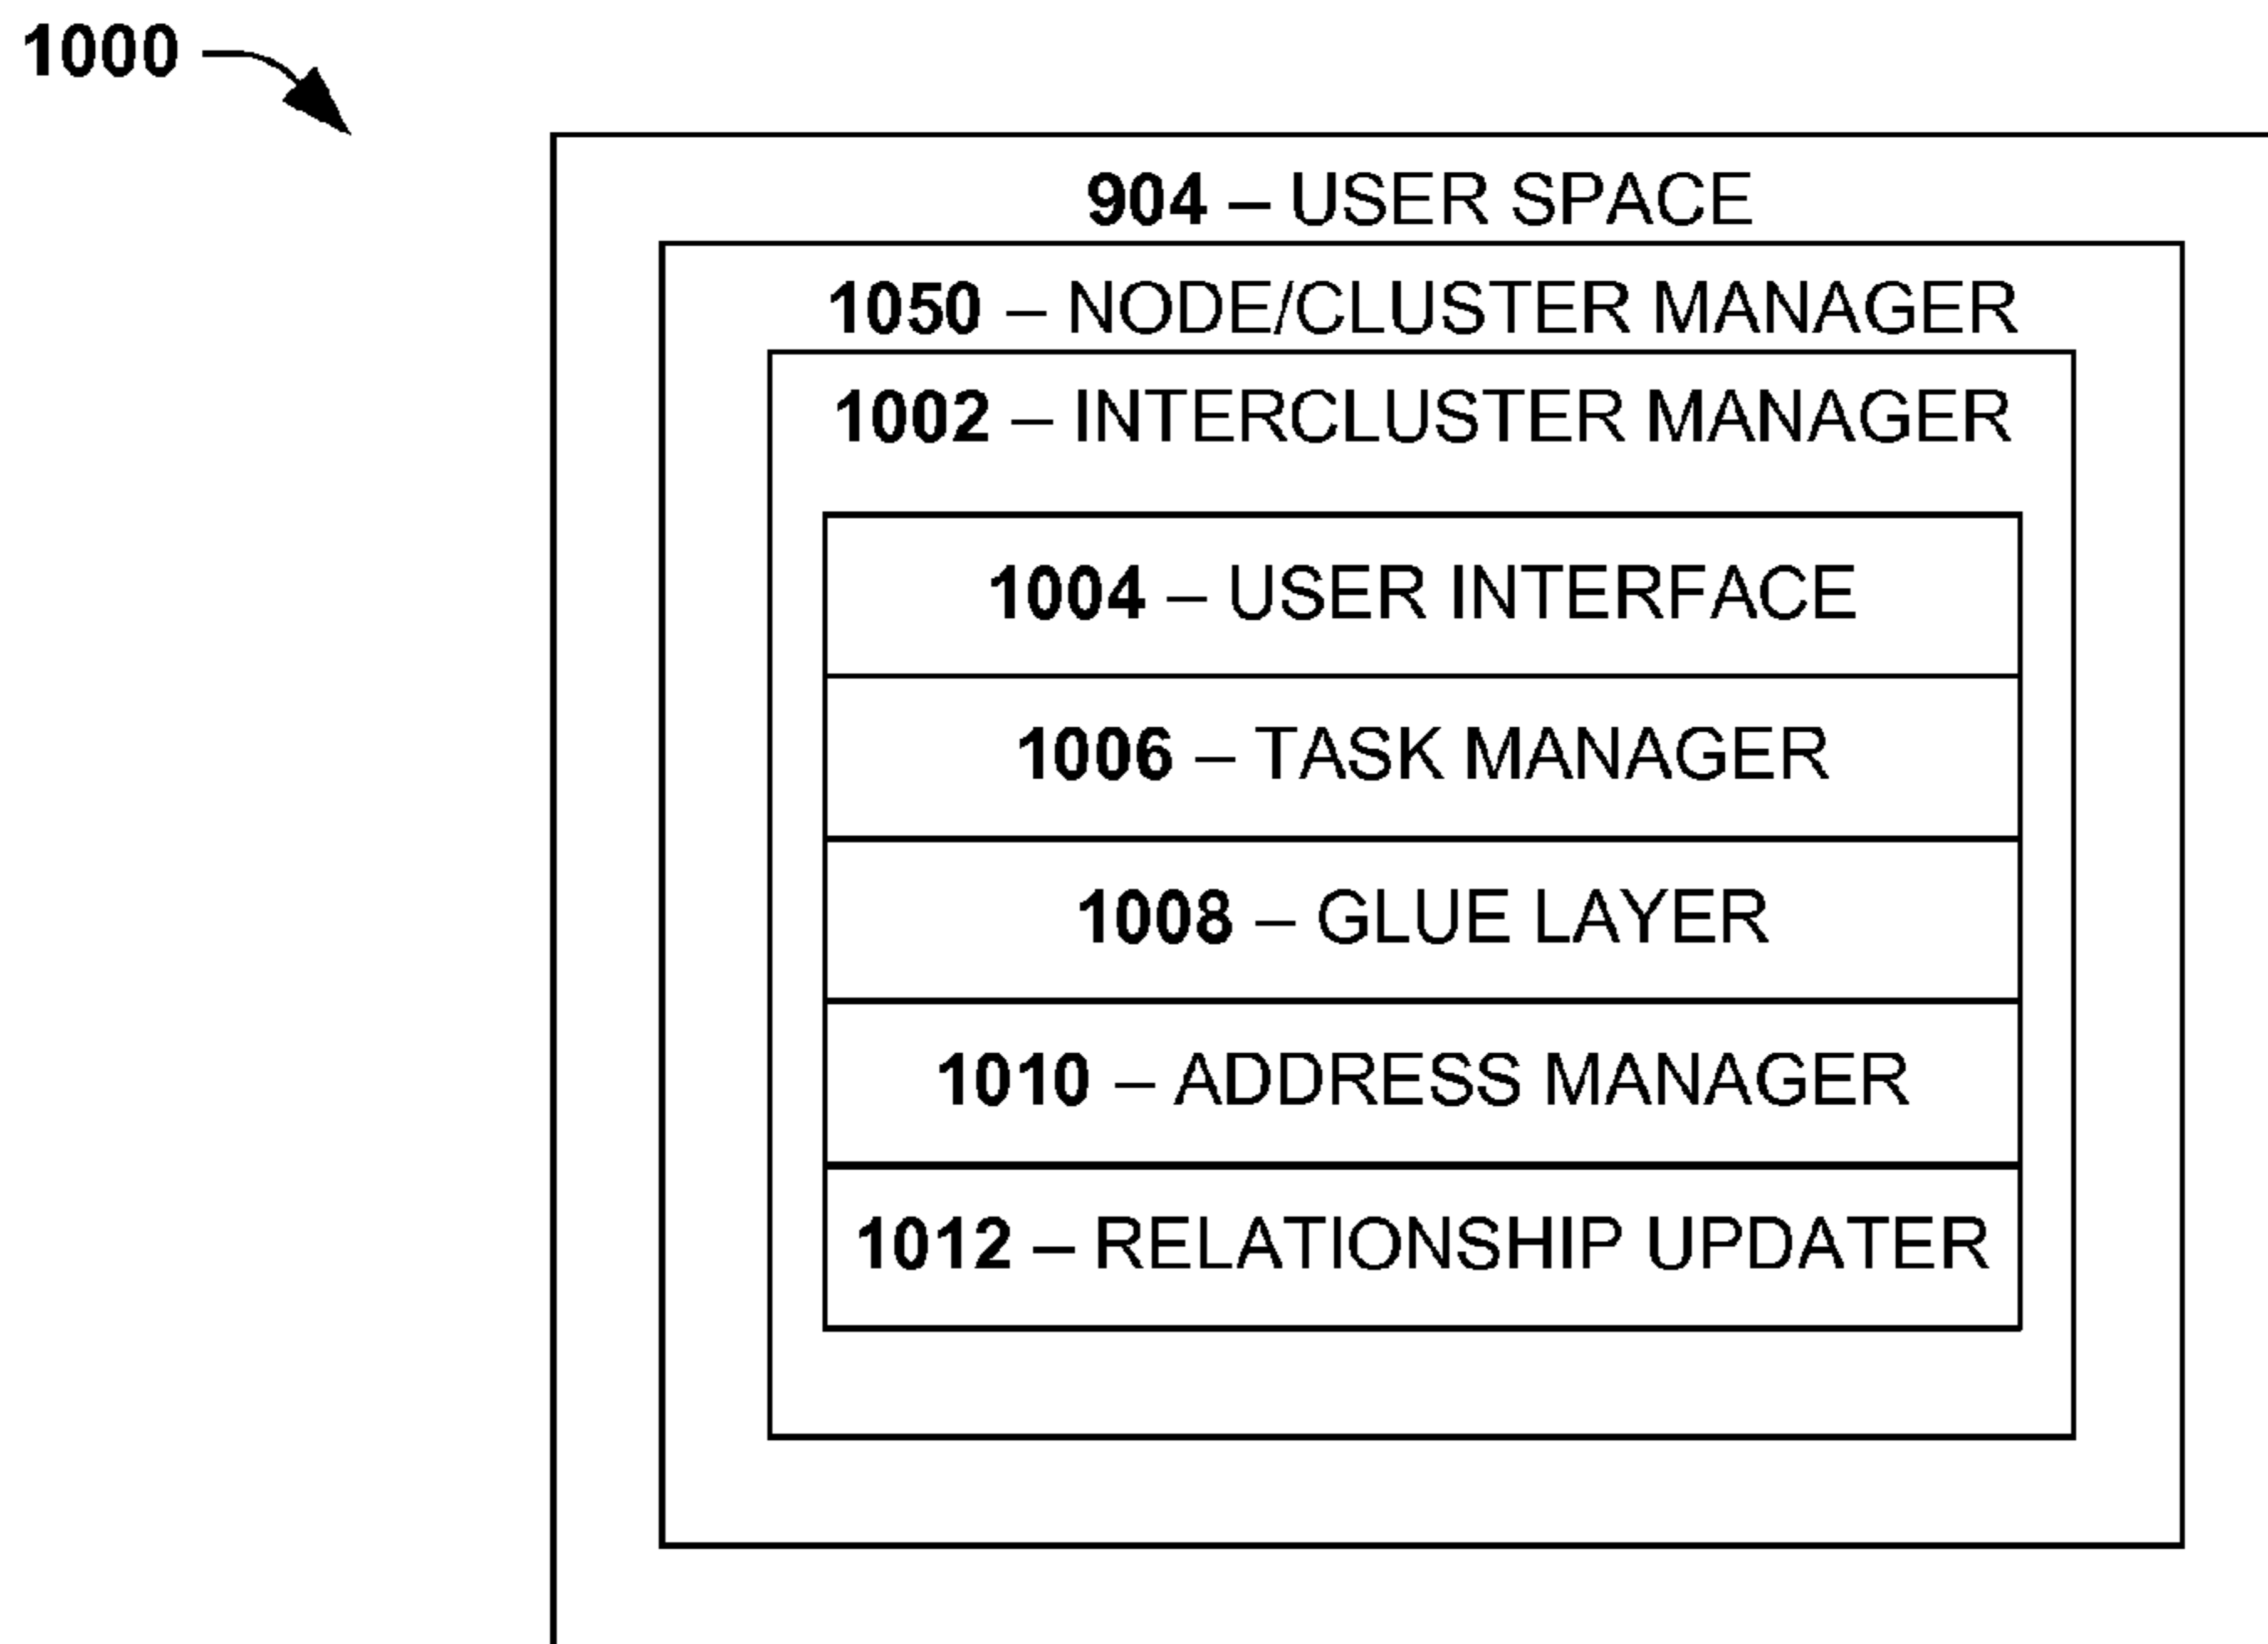 1000
904 – USER SPACE
1050 – NODE/CLUSTER MANAGER
1002 – INTERCLUSTER MANAGER
1004 – USER INTERFACE
1006 – TASK MANAGER
1008 – GLUE LAYER
1010 – ADDRESS MANAGER
1012 – RELATIONSHIP UPDATER